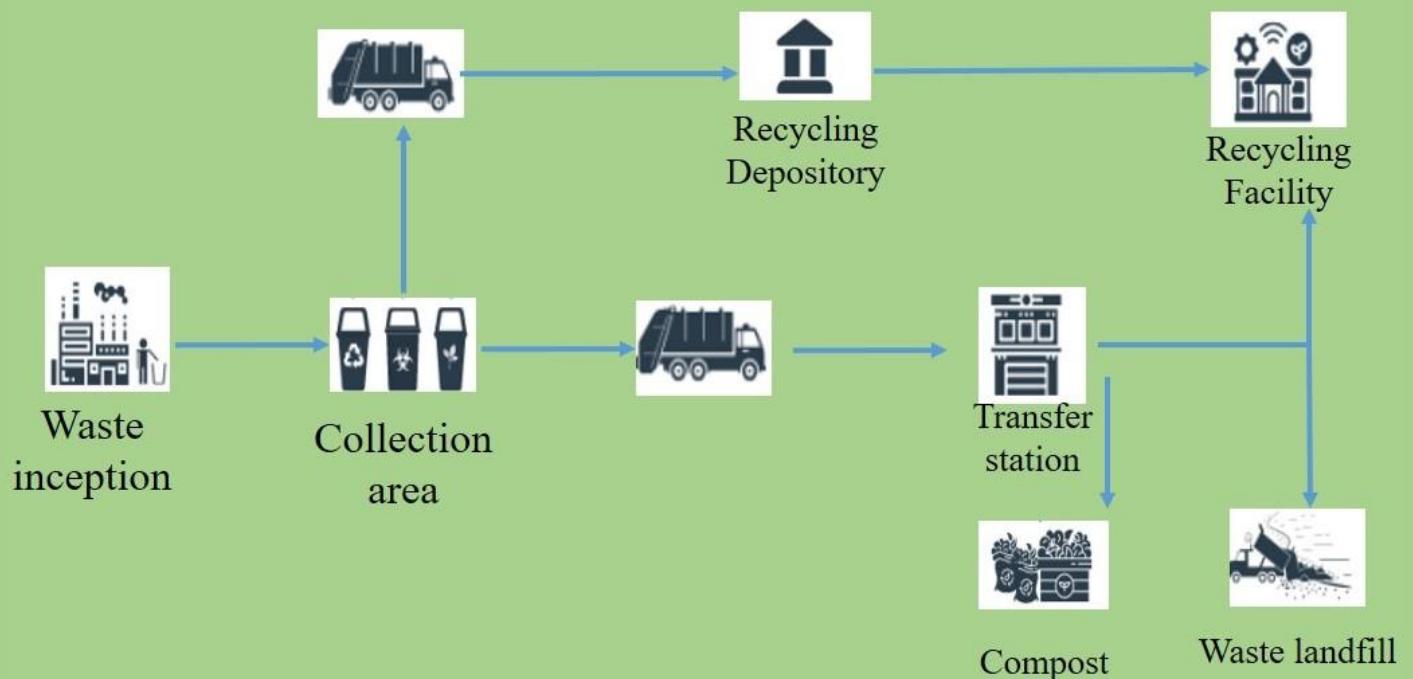 Recycling
Depository
Recycling
Facility
Waste
inception
Collection
area
Transfer
station
Compost
Waste landfill